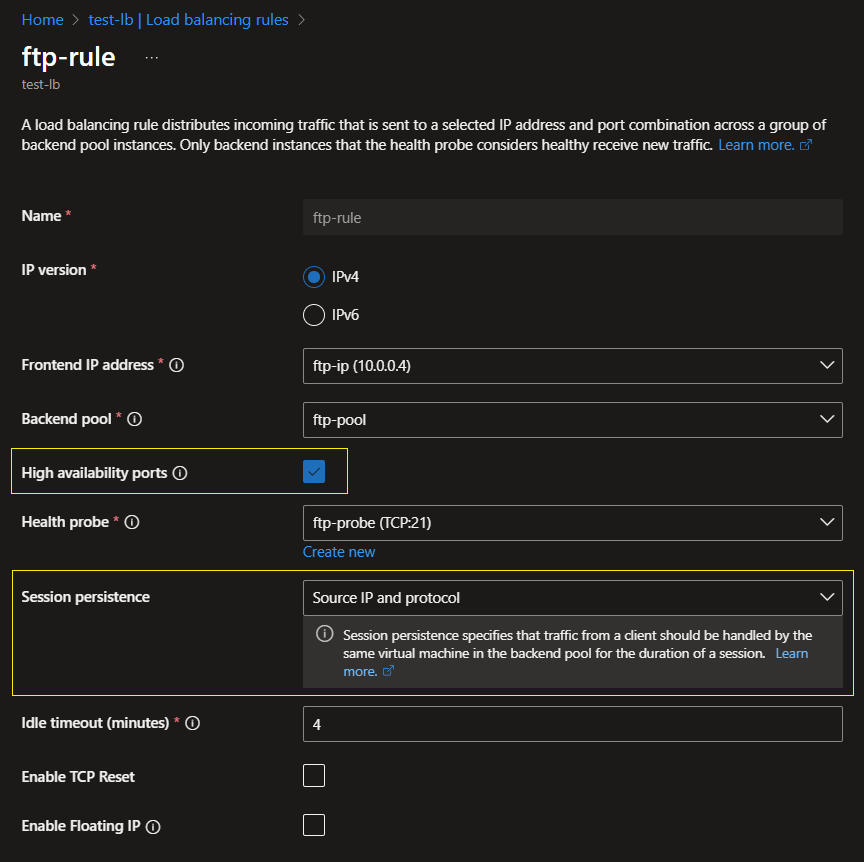 Home > test-lb | Load balancing rules >
ftp-rule ...
test-lb
A load balancing rule distributes incoming traffic that is sent to a selected IP address and port combination across a group of
backend pool instances. Only backend instances that the health probe considers healthy receive new traffic. Learn more.
Name *
ftp-rule
IP version *
IPv4
IPv6
Frontend IP address *
ftp-ip (10.0.0.4)
Backend pool *
ftp-pool
High availability ports
Health probe *
ftp-probe (TCP:21)
Create new
Session persistence
Source IP and protocol
Session persistence specifies that traffic from a client should be handled by the
same virtual machine in the backend pool for the duration of a session. Learn
more.
Idle timeout (minutes) *
4
Enable TCP Reset
Enable Floating IP